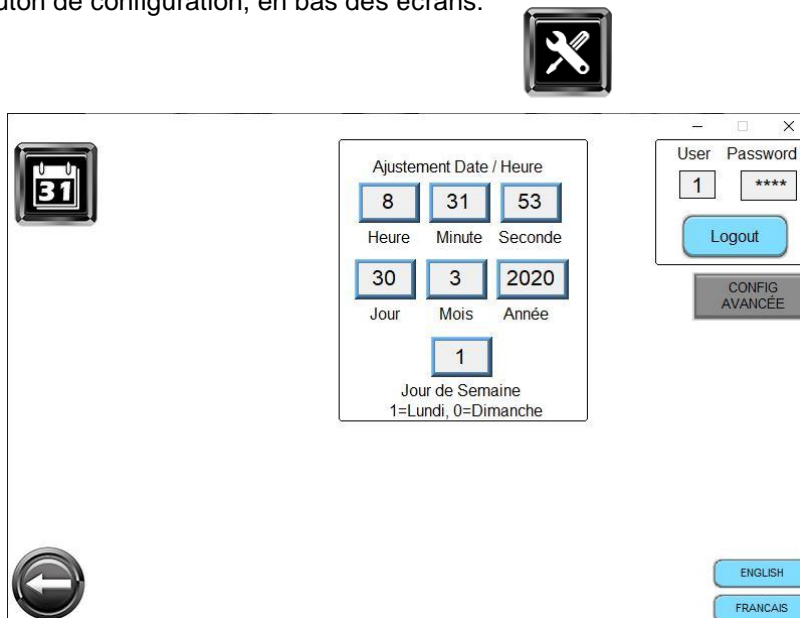 de configuration, en bas des écrans.
31
Ajustement Date / Heure
8 31 53
Heure Minute Seconde
30 3 2020
Jour Mois Année
1
Jour de Semaine
1=Lundi, 0=Dimanche
User Password
1 ****
Logout
CONFIG
AVANCÉE
ENGLISH
FRANCAIS